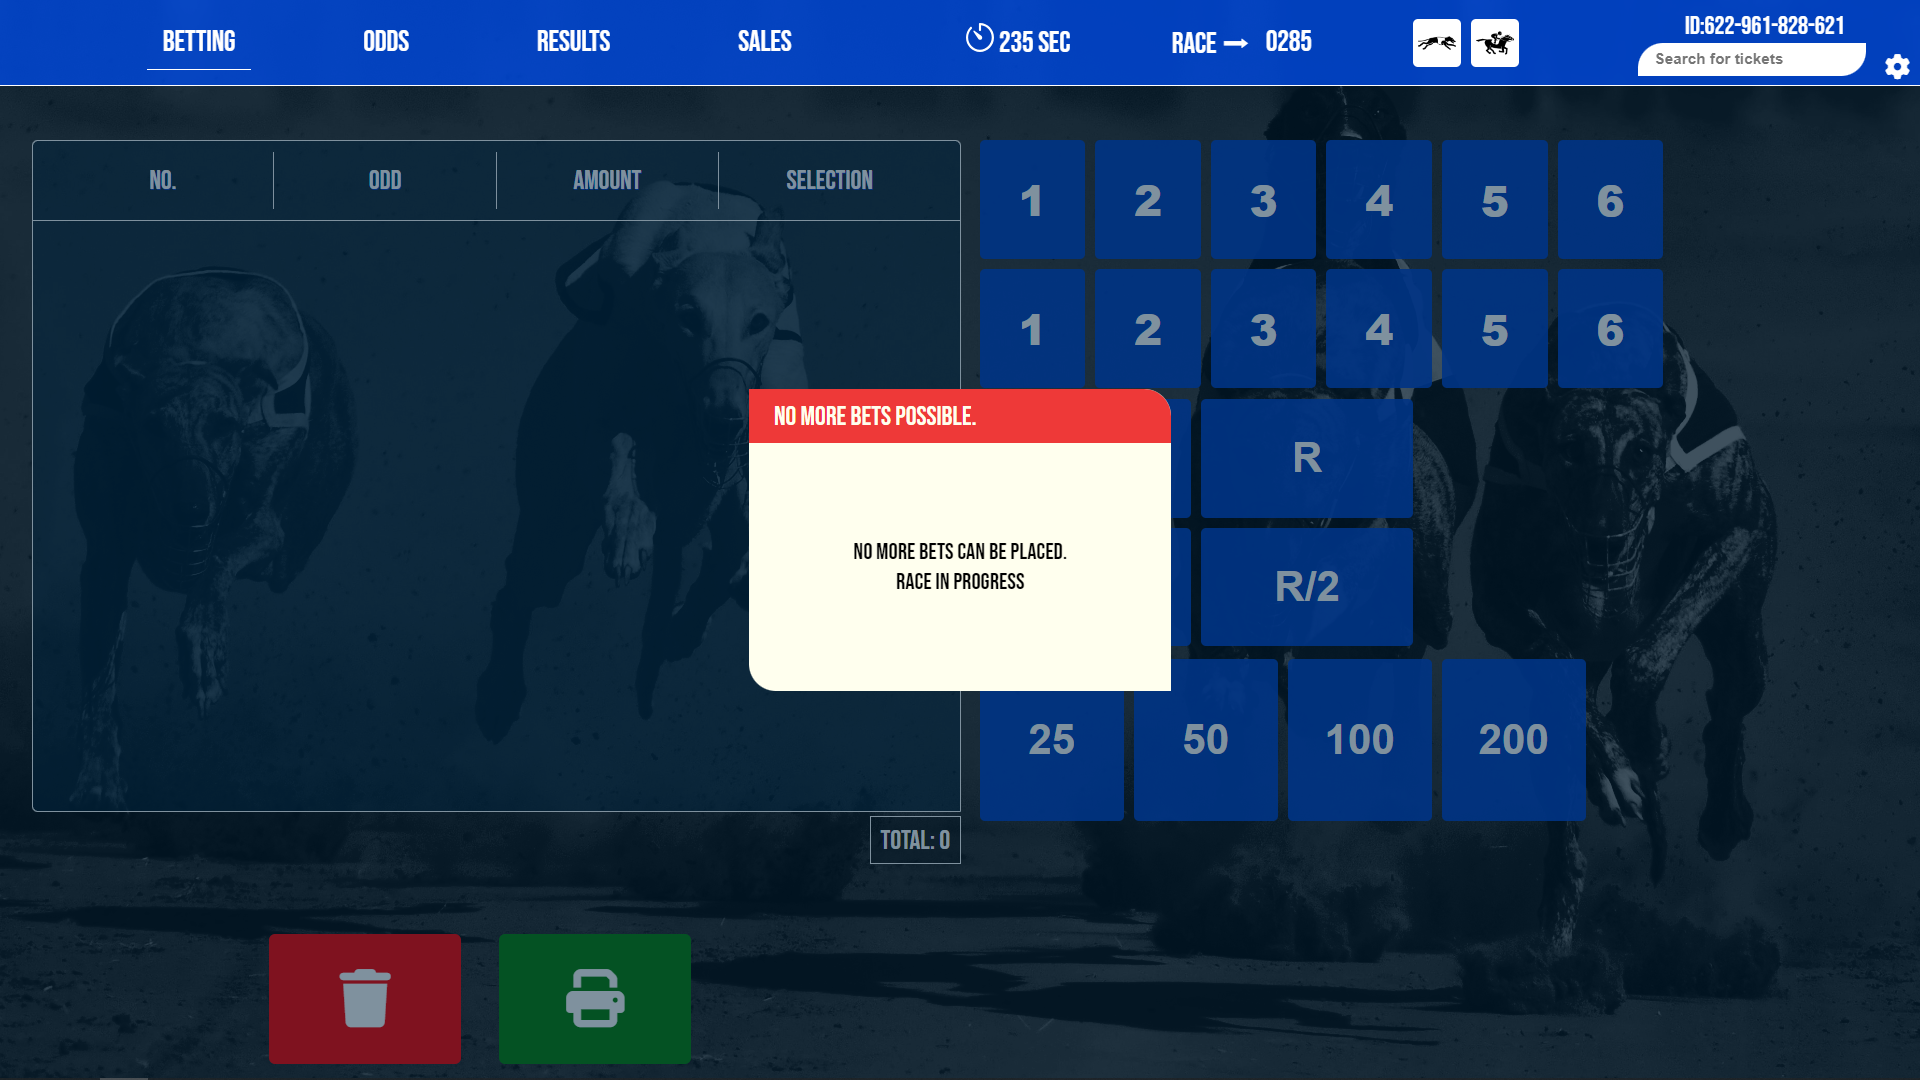 BETTING
ODDS
RESULTS
SALES
235 SEC
RACE
0285
ID:622-961-828-621
Search for tickets
NO.
ODD
AMOUNT
SELECTION
1
2
3
4
5
6
1
2
3
4
5
6
NO MORE BETS POSSIBLE.
R
NO MORE BETS CAN BE PLACED.
RACE IN PROGRESS
R/2
25
50
100
200
TOTAL: 0